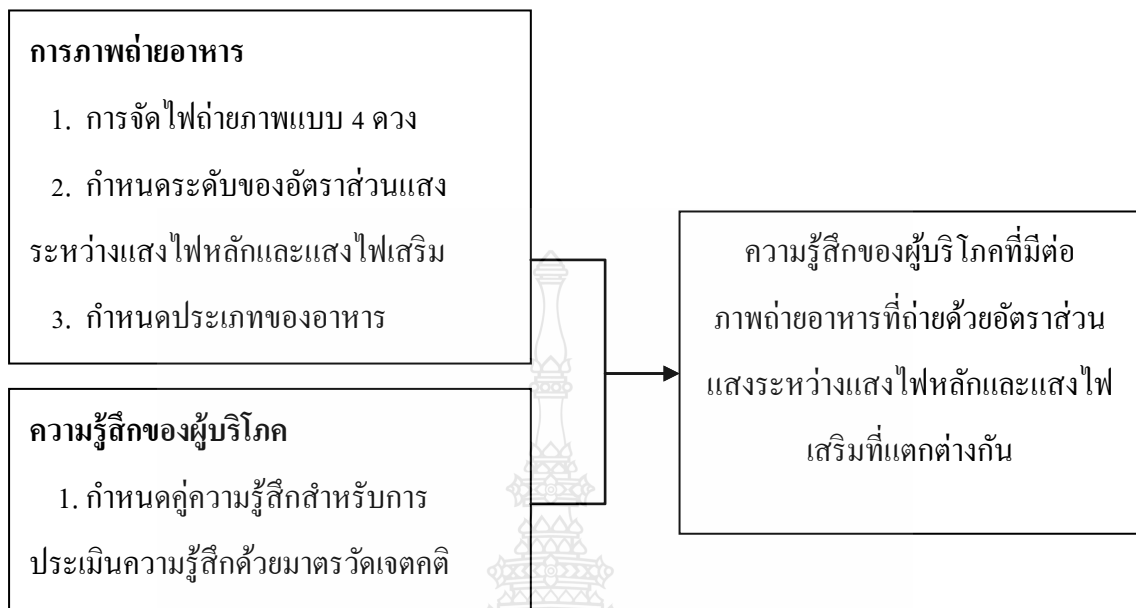 การภาพถ่ายอาหาร
1. การจัดไฟถ่ายภาพแบบ 4 ดวง
2. กำหนดระดับของอัตราส่วนแสง
ระหว่างแสงไฟหลักและแสงไฟเสริม
3. กำหนดประเภทของอาหาร
ความรู้สึกของผู้บริโภค
1. กำหนดคู่ความรู้สึกสำหรับการ
ประเมินความรู้สึกด้วยมาตรวัดเจตคติ
ความรู้สึกของผู้บริโภคที่มีต่อ
ภาพถ่ายอาหารที่ถ่ายด้วยอัตราส่วน
แสงระหว่างแสงไฟหลักและแสงไฟ
เสริมที่แตกต่างกัน